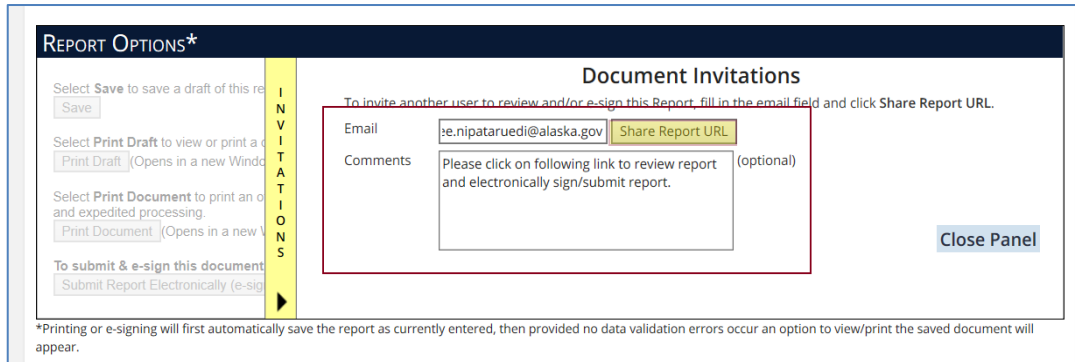 REPORT OPTIONS*
Select Save to save a draft of this re
Save
Select Print Draft to view or print a
Print Draft (Opens in a new Windo
Select Print Document to print an o
and expedited processing.
Print Document (Opens in a new
To submit & e-sign this document
Submit Report Electronically (e-sig
INVITATIONS
Document Invitations
To invite another user to review and/or e-sign this Report, fill in the email field and click Share Report URL.
Email
e.nipataruedi@alaska.gov
Share Report URL
Comments
Please click on following link to review report
and electronically sign/submit report.
(optional)
Close Panel
*Printing or e-signing will first automatically save the report as currently entered, then provided no data validation errors occur an option to view/print the saved document will
appear.